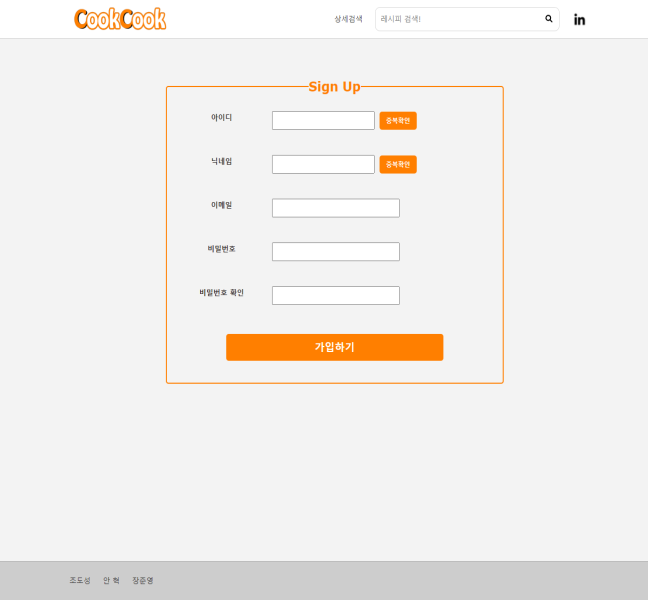 CookCook
상세검색
레시피 검색!
in
Sign Up
아이디
중복확인
닉네임
중복확인
이메일
비밀번호
비밀번호 확인
가입하기
조도성 안 혁 장준영